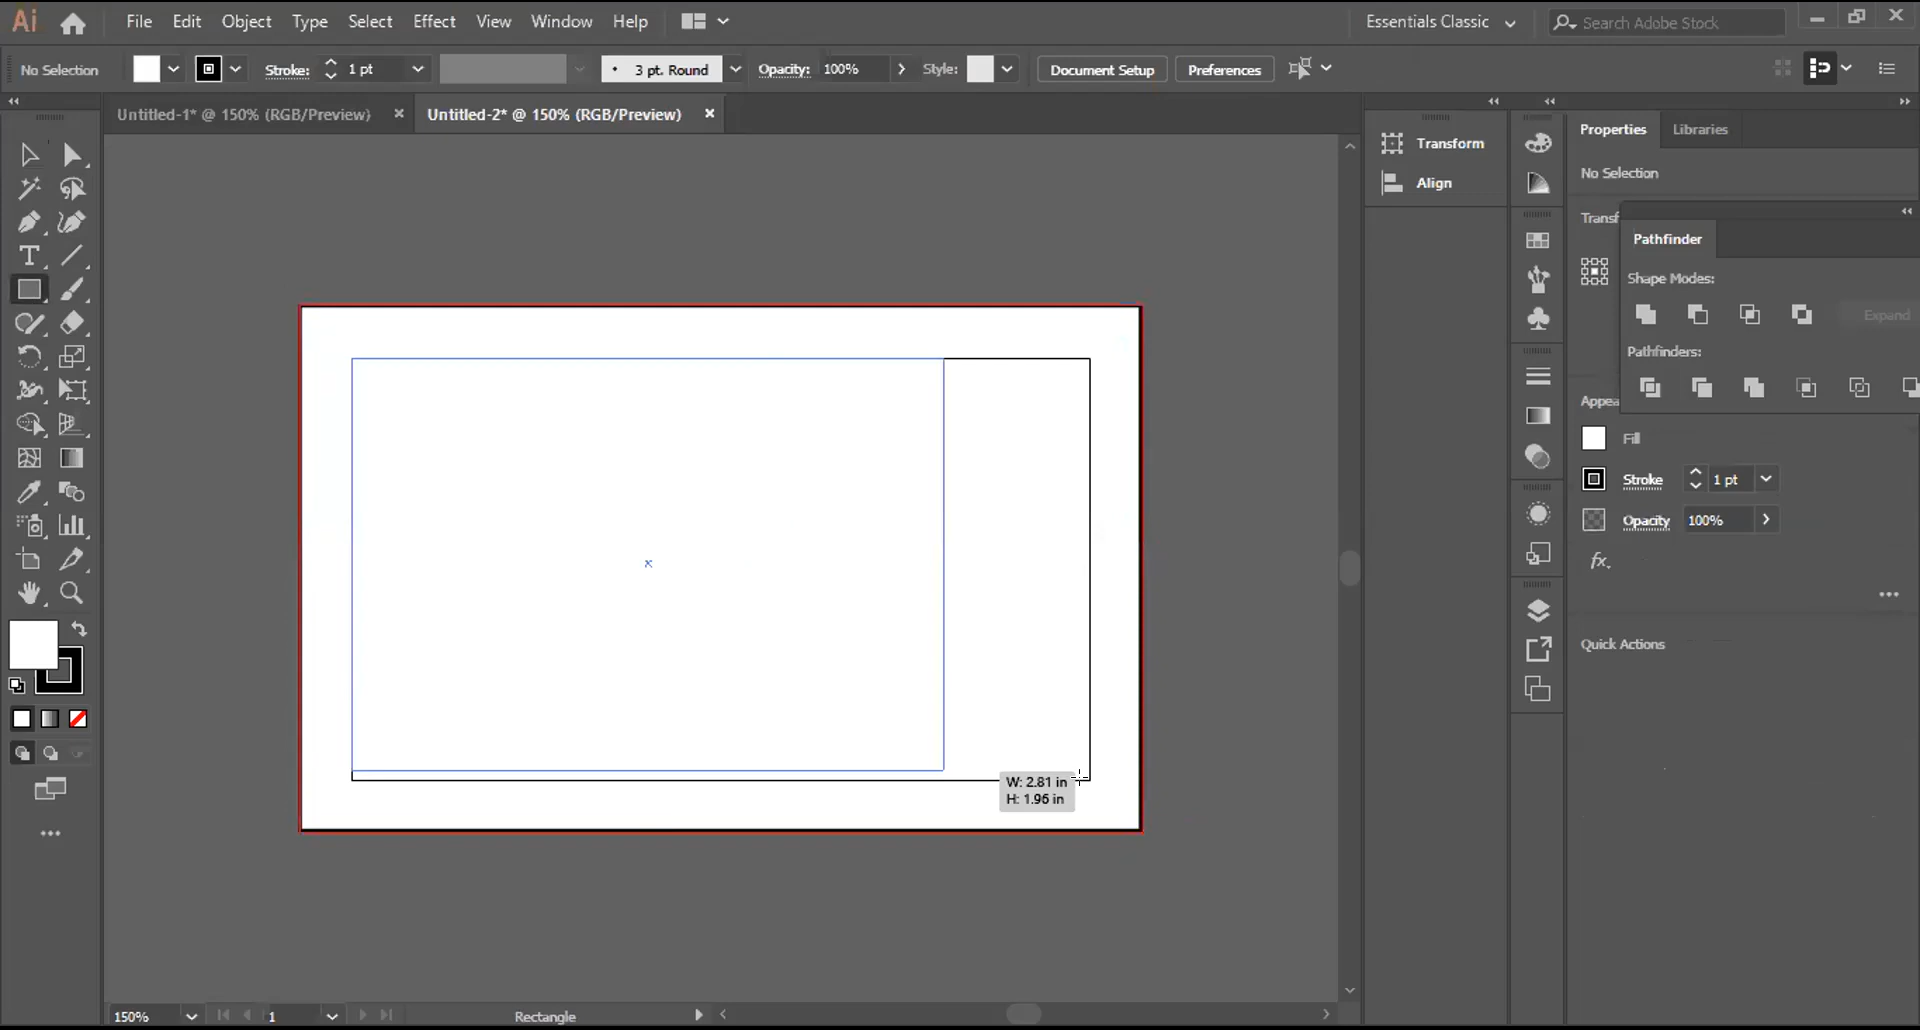 Ai File Edit Object Type Select Effect View Window Help Essentials Classic Search Adobe Stock
No Selection Stroke: 1 pt 3 pt. Round Opacity: 100% Style: Document Setup Preferences
Untitled-1* @ 150% (RGB/Preview) Untitled-2* @ 150% (RGB/Preview)
Transform
Align
Properties Libraries
No Selection
Transf
Pathfinder
Shape Modes:
Expand
Pathfinders:
Appea
Fill
Stroke 1 pt
Opacity 100%
fx.
Quick Actions
W: 2.81 in
H: 1.96 in
150% 1 Rectangle